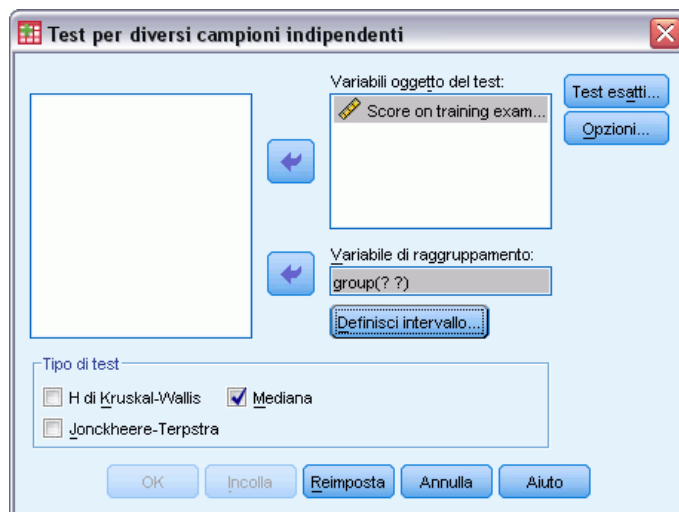 Test per diversi campioni indipendenti
Variabili oggetto del test:
Score on training exam...
Test esatti...
Opzioni...
Variabile di raggruppamento:
group(? ?)
Definisci intervallo...
Tipo di test
H di Kruskal-Wallis
Mediana
Jonckheere-Terpstra
OK
Incolla
Reimposta
Annulla
Aiuto